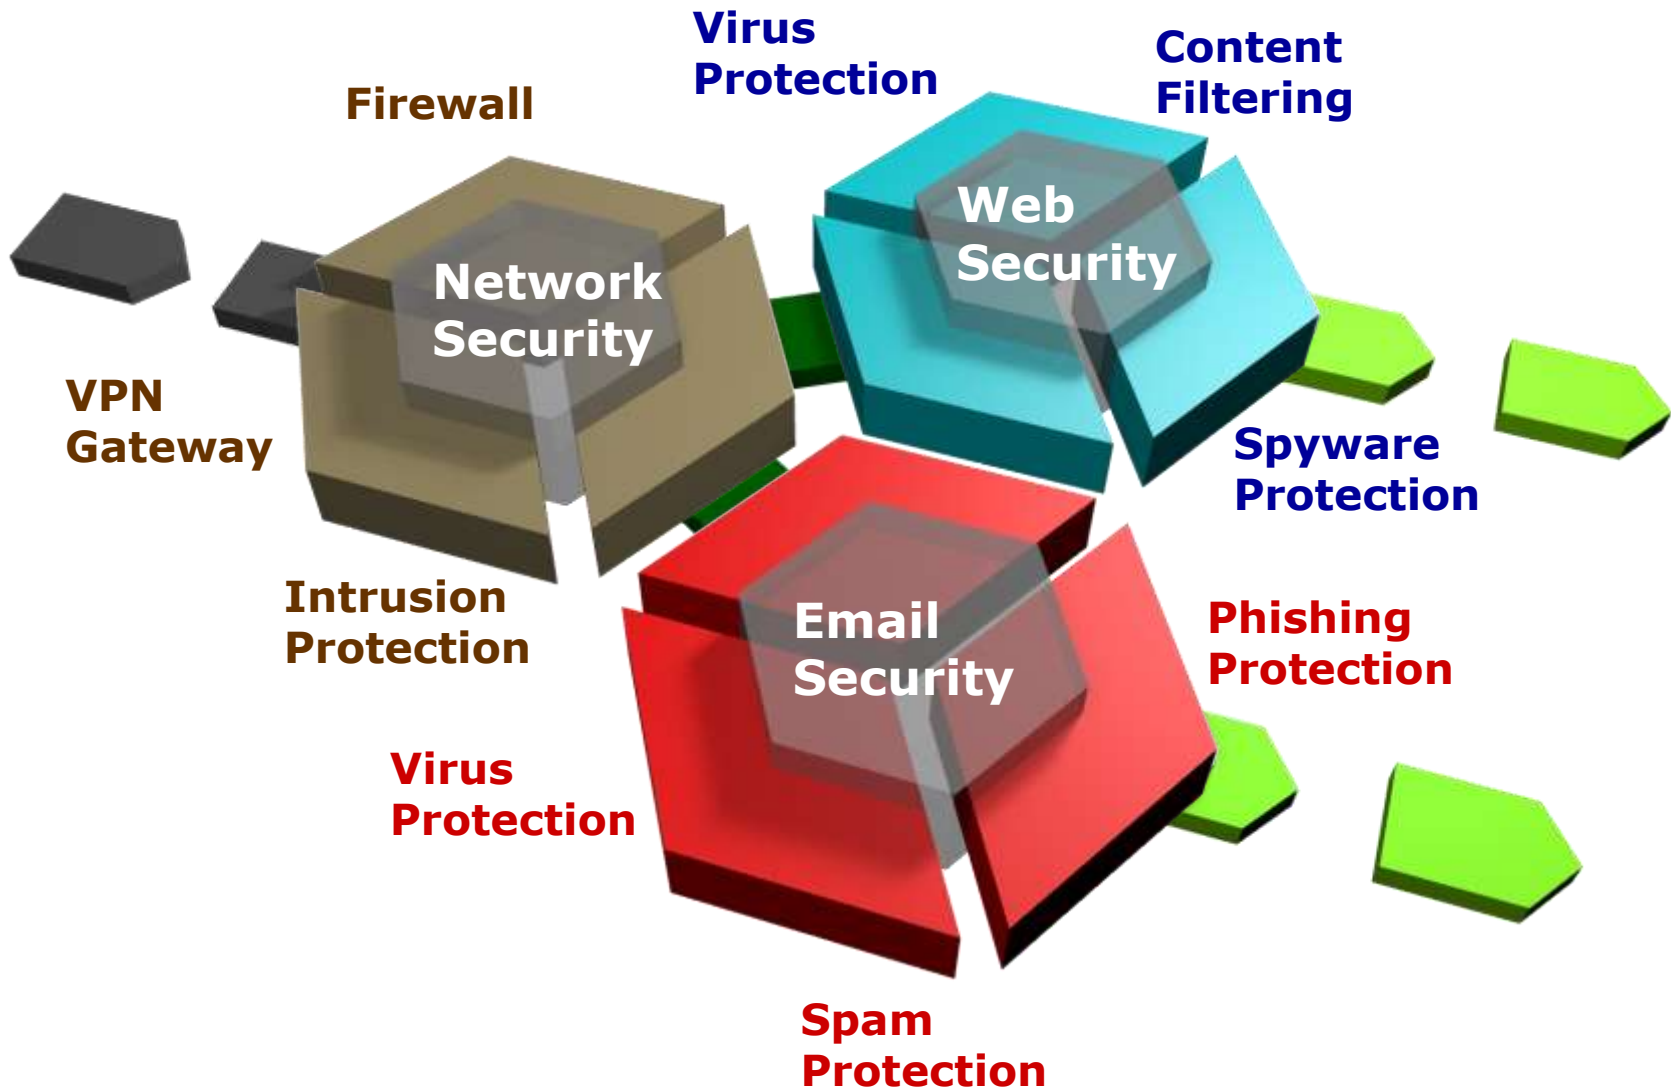 Virus
Protection
Content
Filtering
Firewall
Web
Security
Network
Security
VPN
Gateway
Spyware
Protection
Intrusion
Protection
Email
Security
Phishing
Protection
Virus
Protection
Spam
Protection